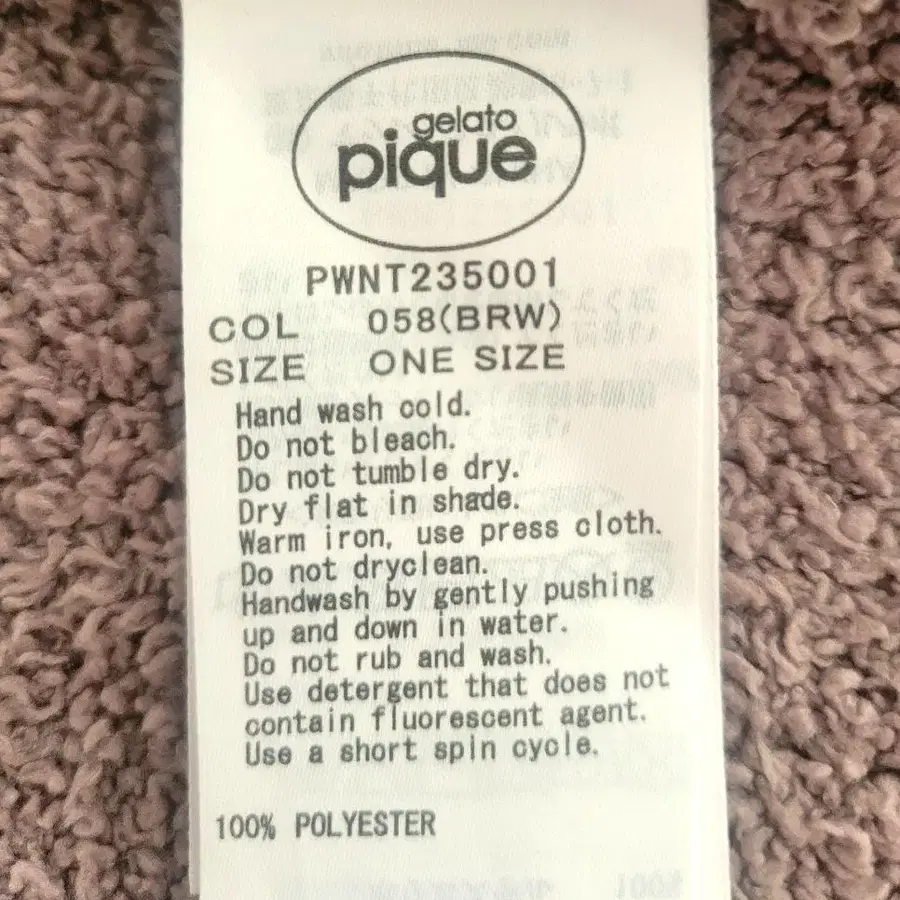 gelato
pique
PWNT235001
COL 058(BRW)
SIZE ONE SIZE
Hand wash cold.
Do not bleach.
Do not tumble dry.
Dry flat in shade.
Warm iron, use press cloth.
Do not dryclean.
Handwash by gently pushing
up and down in water.
Do not rub and wash.
Use detergent that does not
contain fluorescent agent.
Use a short spin cycle.
100% POLYESTER